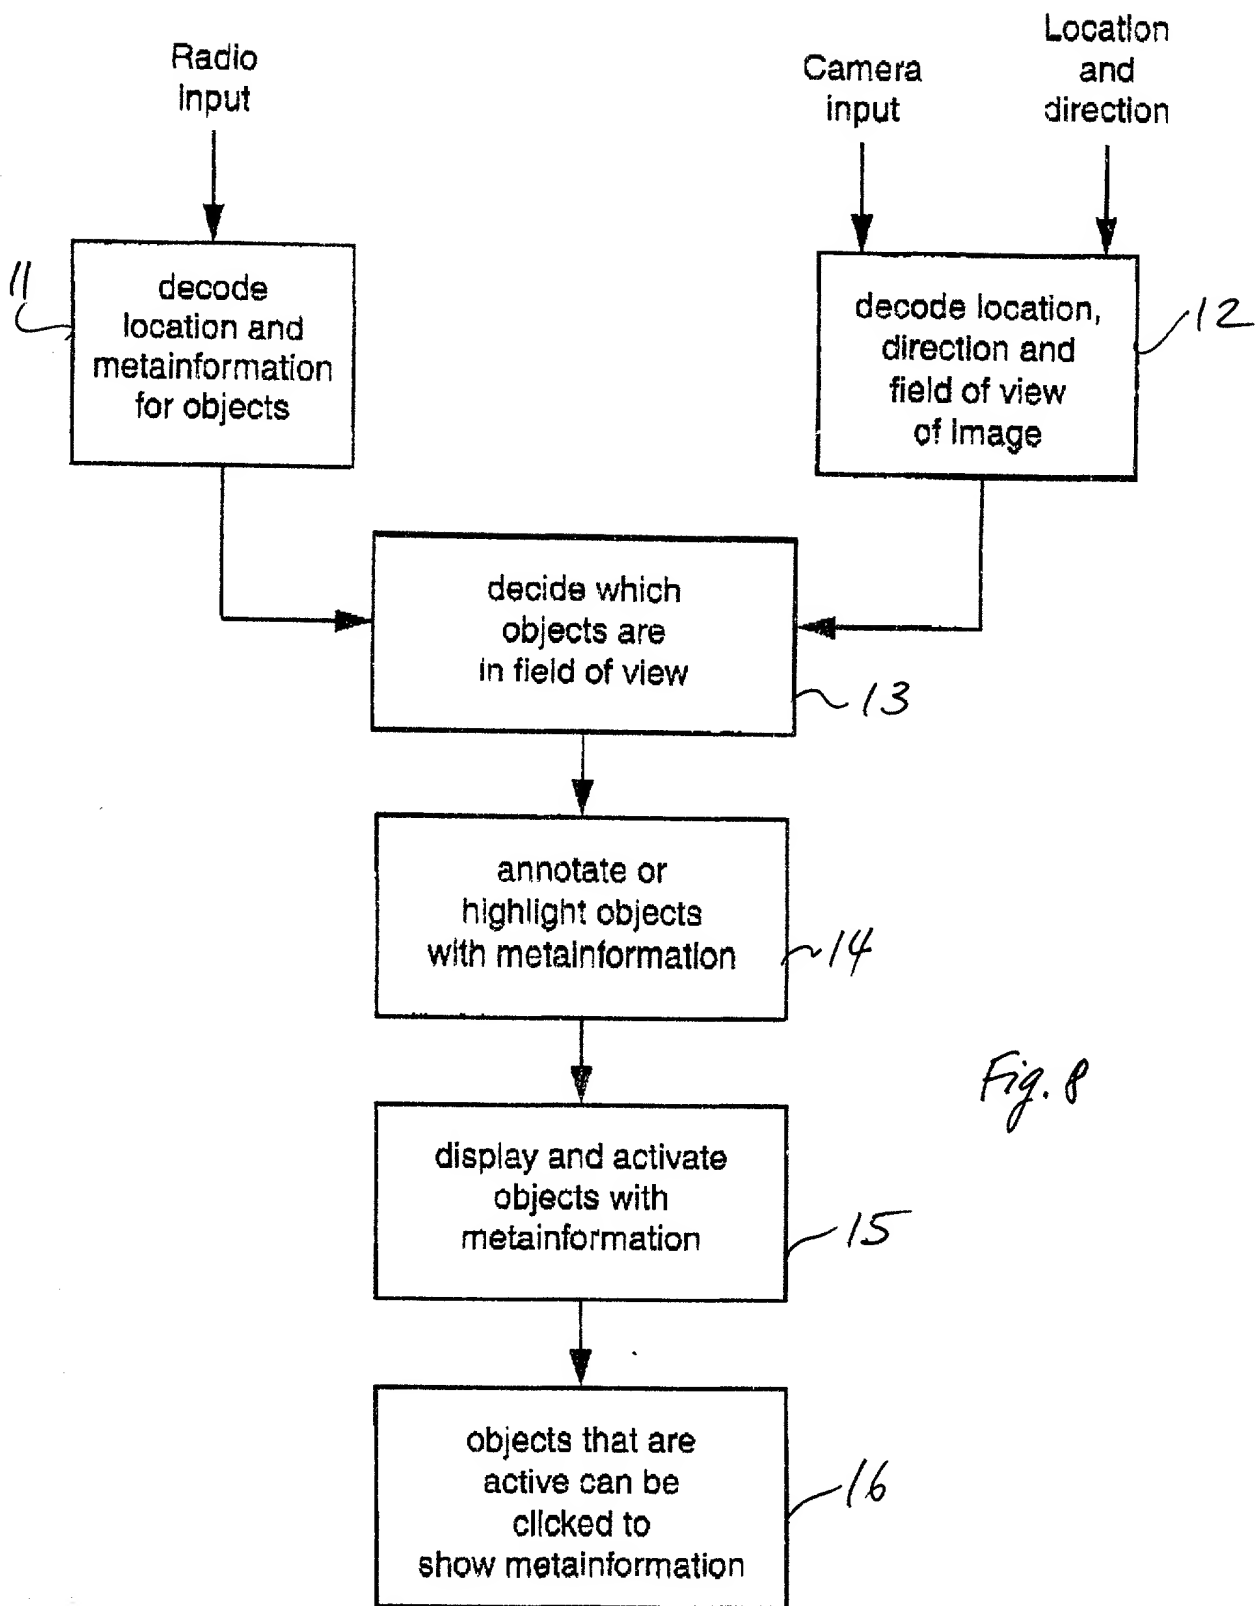 Radio
Input
Camera
input
Location
and
direction
11
decode
location and
metainformation
for objects
decode location,
direction and
field of view
of image
12
decide which
objects are
in field of view
13
annotate or
highlight objects
with metainformation
14
Fig. 8
display and activate
objects with
metainformation
15
objects that are
active can be
clicked to
show metainformation
16